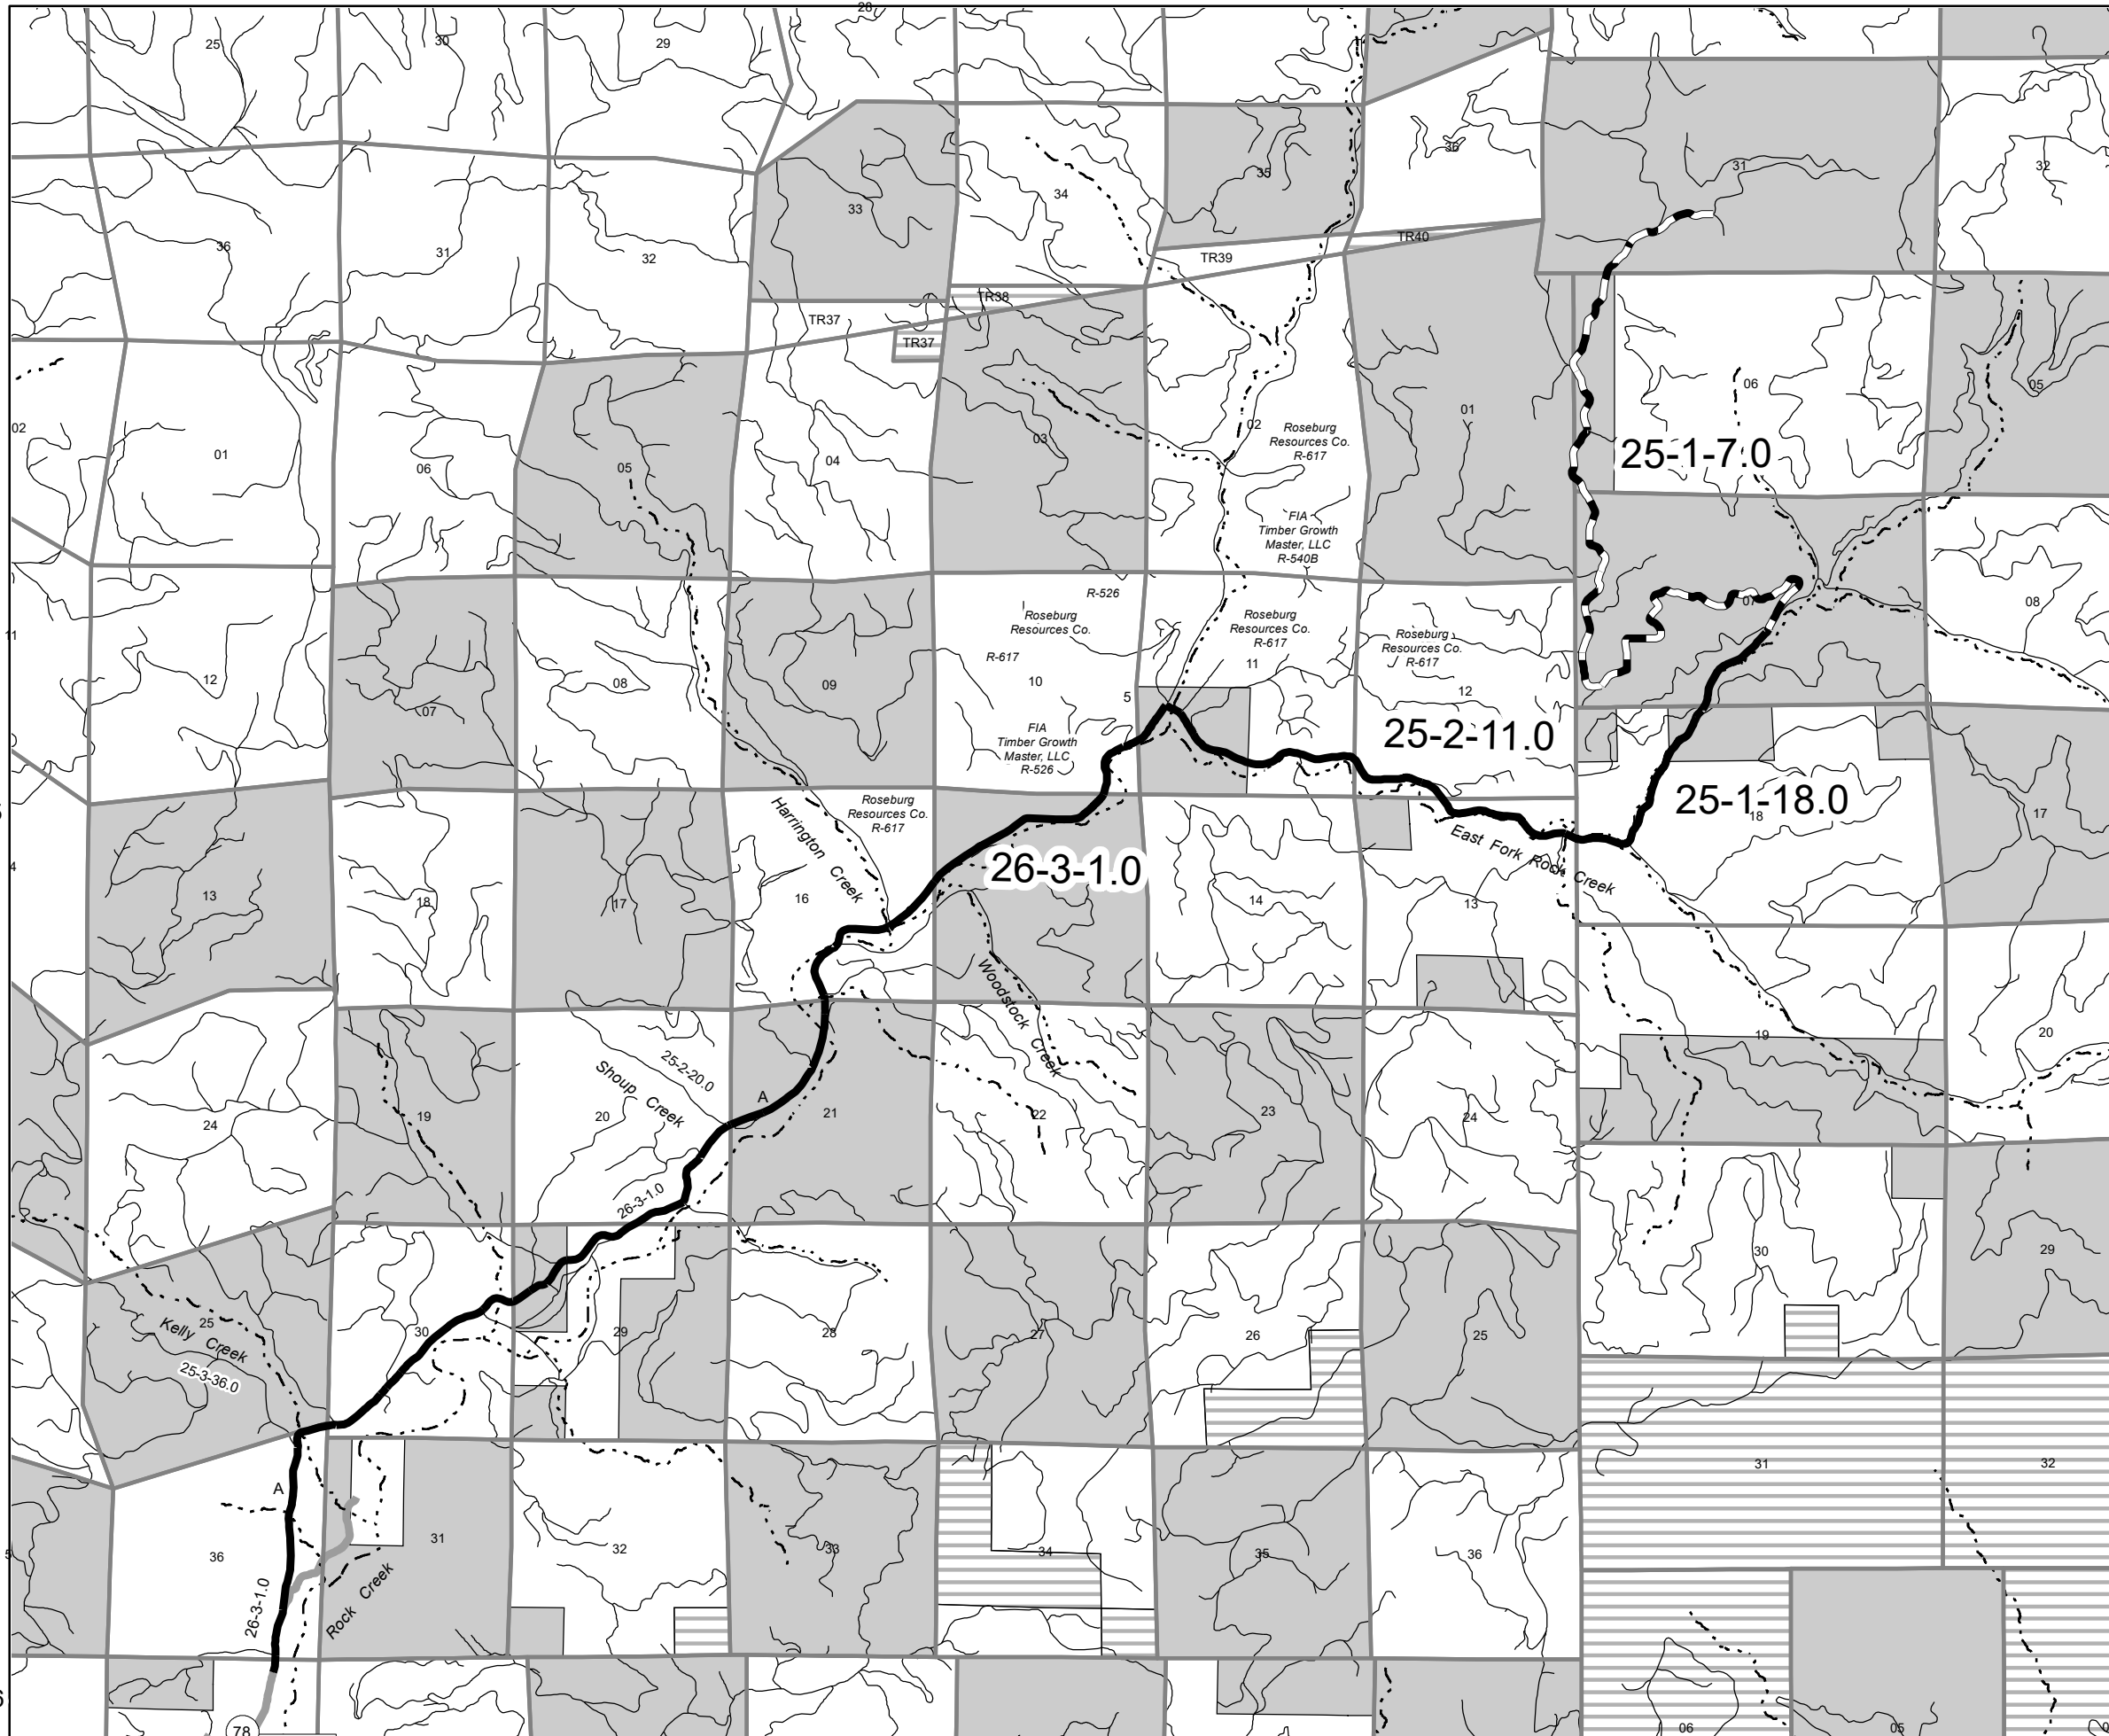 28
25
30
29
36
35
31
32
33
34
36
31
32
TR40
TR39
TR38
TR37
TR37
06
05
02
01
06
05
04
03
02
01
Roseburg
Resources Co.
R-617
25-1-7.0
FIA
Timber Growth
Master, LLC
R-540B
R-526
Roseburg
Resources Co.
R-617
10
FIA
Timber Growth
Master, LLC
R-526
Roseburg
Resources Co.
R-617
11
Roseburg
Resources Co.
R-617
12
07
08
11
12
07
08
09
5
25-2-11.0
25-1-18.0
18
17
Harrington Creek
Roseburg
Resources Co.
R-617
26-3-1.0
East Fork Rock Creek
4
13
18
17
16
14
13
Woodstock Creek
19
20
Shoup Creek
25-2-20.0
A
24
19
20
21
22
23
24
26-3-1.0
30
29
Kelly Creek
25
25-3-36.0
30
29
28
27
26
25
31
32
A
36
31
32
33
34
35
36
5
26-3-1.0
Rock Creek
78
06
05